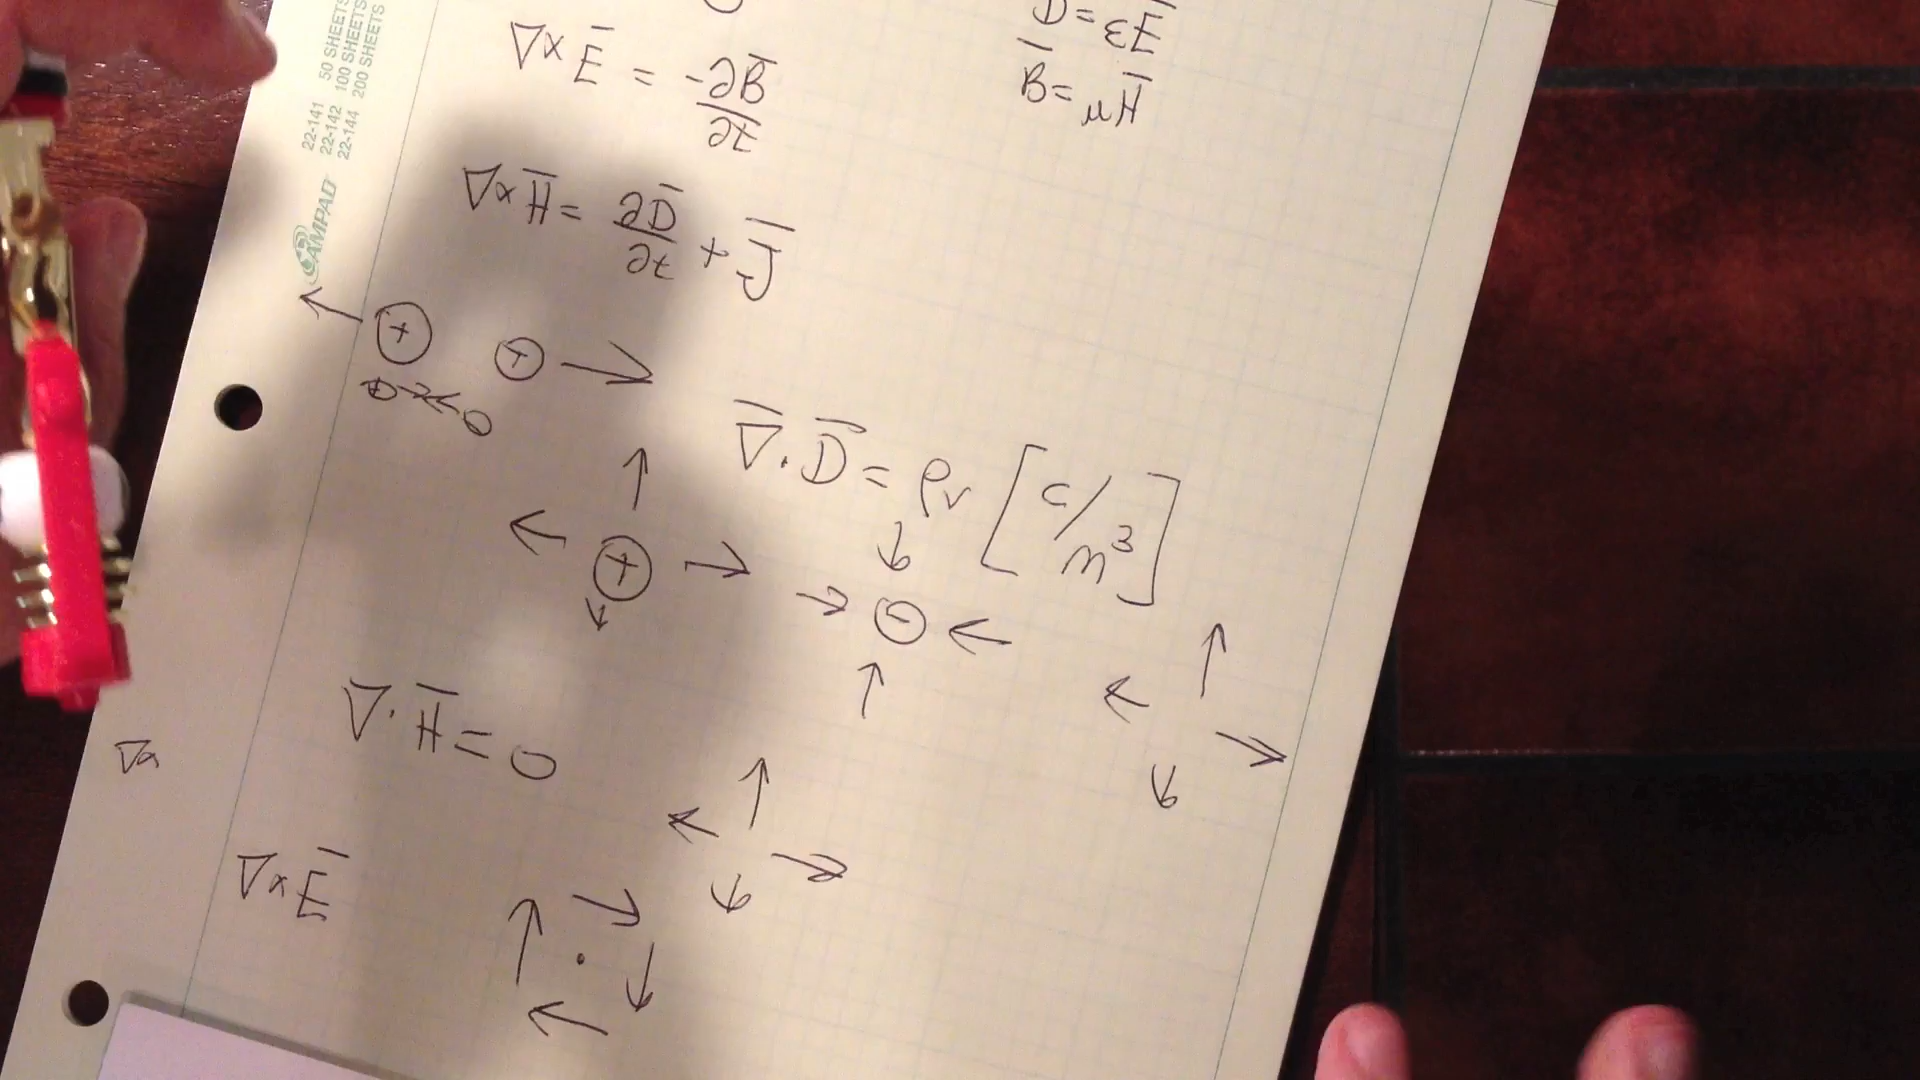 D̅ = εE̅
∇×E̅ = -∂B̅/∂t
B̅ = μH̅
22-141 50 SHEETS
22-142 100 SHEETS
22-144 200 SHEETS
AMPAD
∇×H̅ = ∂D̅/∂t + J̅
+ +
∇̅·D̅ = ρv [C/m³]
+
-
∇·H̅ = 0
∇×E̅